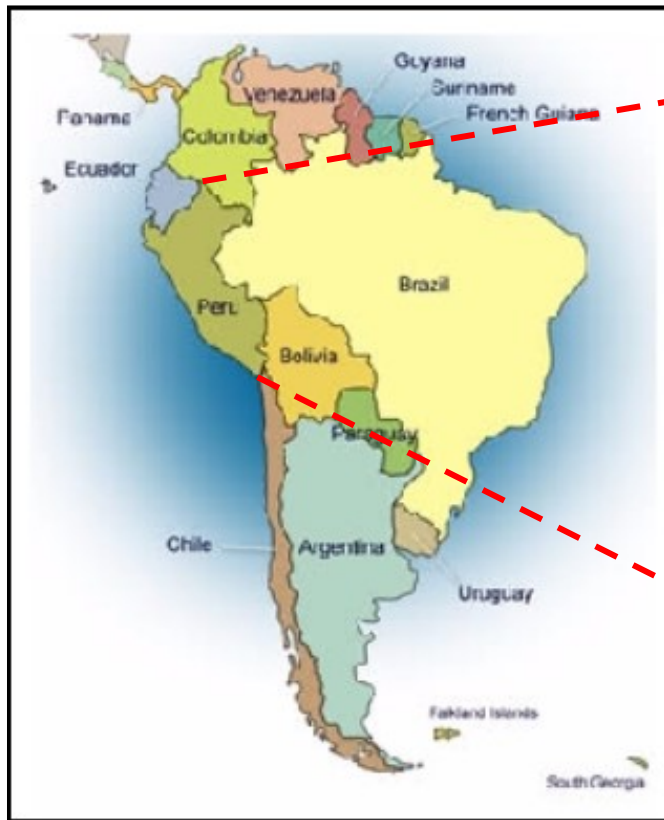 Guyana
Venezuela
Suriname
Panama
French Guiana
Colombia
Ecuador
Brazil
Peru
Bolivia
Paraguay
Chile
Argentina
Uruguay
Falkland Islands
South Georgia